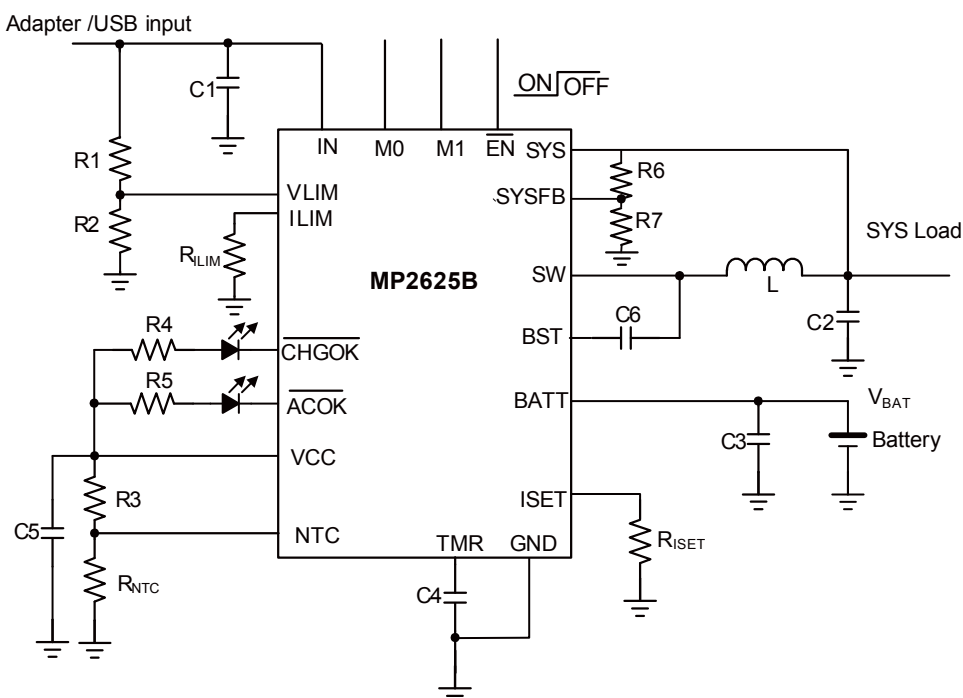 Adapter /USB input
ON OFF
C1
IN M0 M1 EN SYS
R1
R6
VLIM
SYSFB
R2
ILIM
R7
SYS Load
RILIM
SW
MP2625B
L
R4
C6
C2
CHGOK
BST
R5
ACOK
BATT
VBAT
C3
Battery
VCC
R3
ISET
C5
NTC
TMR GND
RISET
RNTC
C4